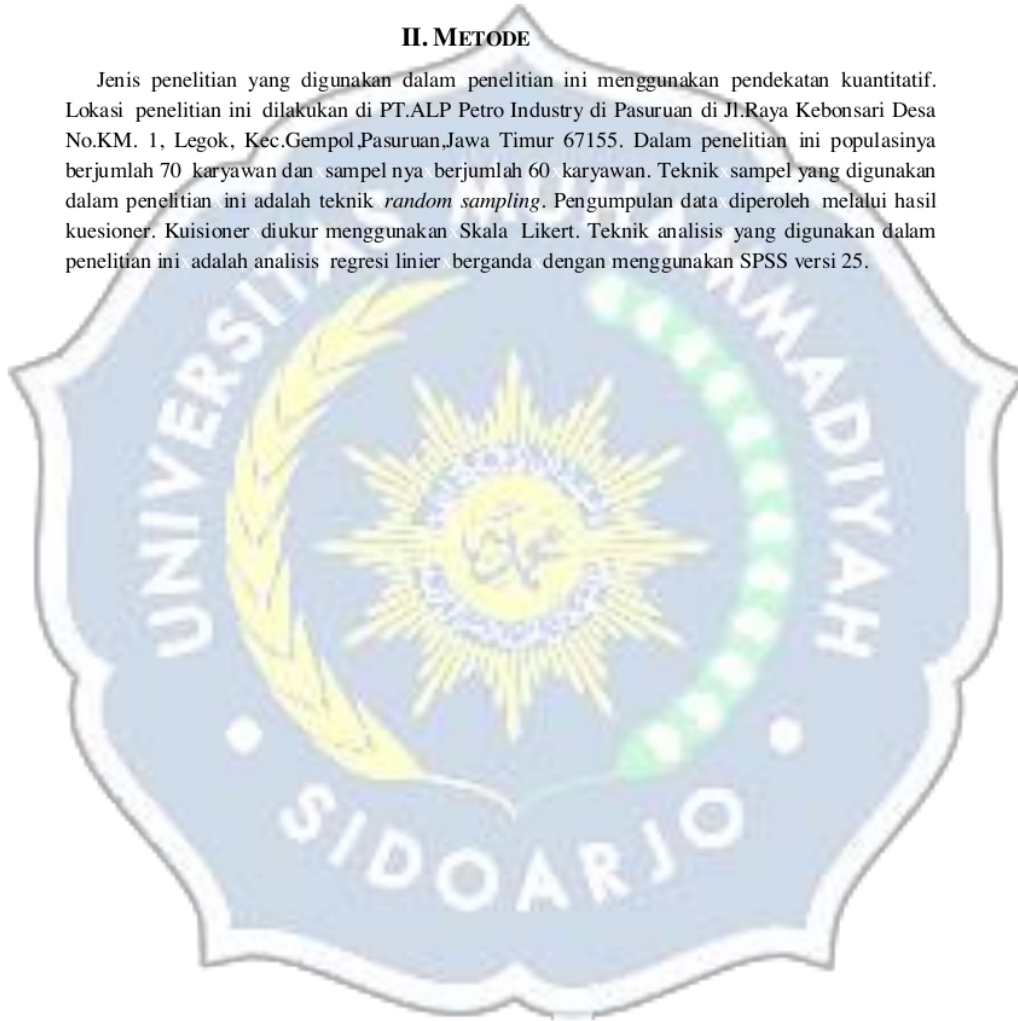 II. METODE
Jenis penelitian yang digunakan dalam penelitian ini menggunakan pendekatan kuantitatif.
Lokasi penelitian ini dilakukan di PT.ALP Petro Industry di Pasuruan di Jl.Raya Kebonsari Desa
No.KM. 1, Legok, Kec.Gempol,Pasuruan,Jawa Timur 67155. Dalam penelitian ini populasinya
berjumlah 70 karyawan dan sampel nya berjumlah 60 karyawan. Teknik sampel yang digunakan
dalam penelitian ini adalah teknik random sampling. Pengumpulan data diperoleh melalui hasil
kuesioner. Kuisioner diukur menggunakan Skala Likert. Teknik analisis yang digunakan dalam
penelitian ini adalah analisis regresi linier berganda dengan menggunakan SPSS versi 25.
UNIVERSITAS MUHAMMADIYAH
SIDOARJO